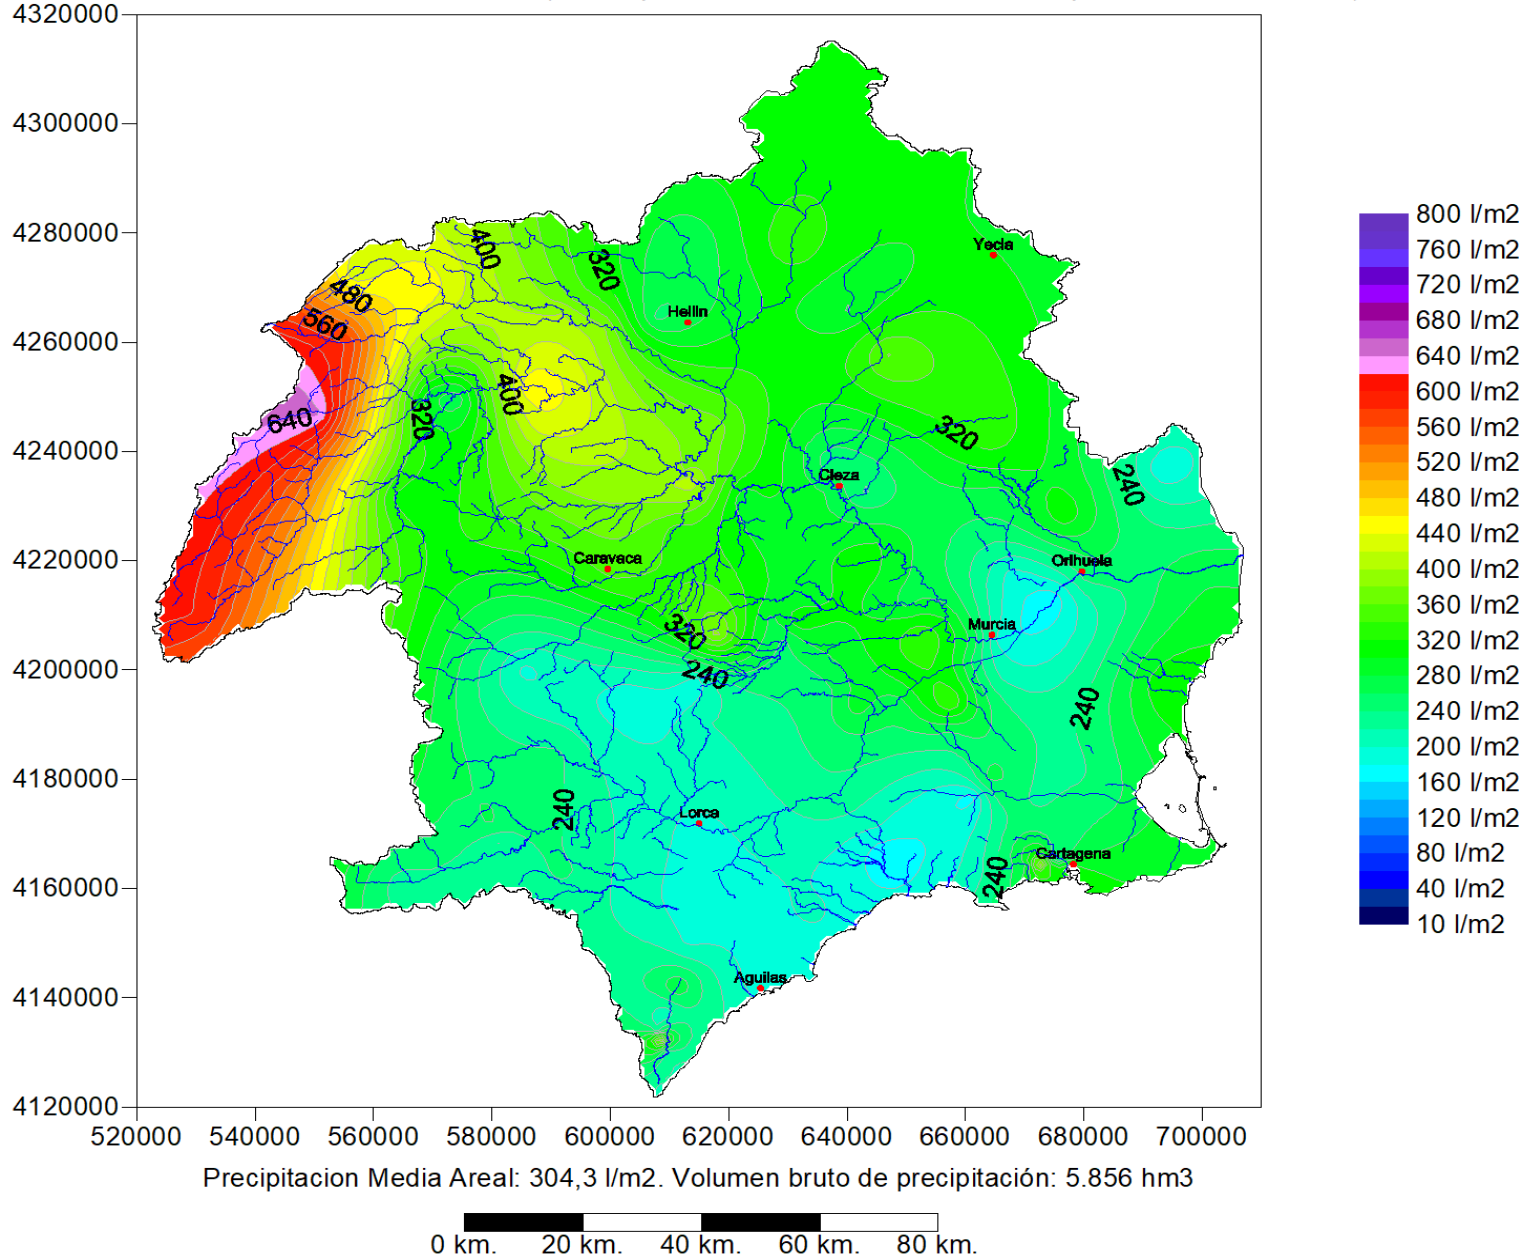 4320000
4300000
4280000
4260000
4240000
4220000
4200000
4180000
4160000
4140000
4120000
520000 540000 560000 580000 600000 620000 640000 660000 680000 700000
400
320
480
560
640
320
400
320
240
320
240
240
240
240
Yecla
Hellin
Cieza
Caravaca
Orihuela
Murcia
Lorca
Cartagena
Aguilas
800 l/m2
760 l/m2
720 l/m2
680 l/m2
640 l/m2
600 l/m2
560 l/m2
520 l/m2
480 l/m2
440 l/m2
400 l/m2
360 l/m2
320 l/m2
280 l/m2
240 l/m2
200 l/m2
160 l/m2
120 l/m2
80 l/m2
40 l/m2
10 l/m2
Precipitacion Media Areal: 304,3 l/m2. Volumen bruto de precipitación: 5.856 hm3
0 km. 20 km. 40 km. 60 km. 80 km.